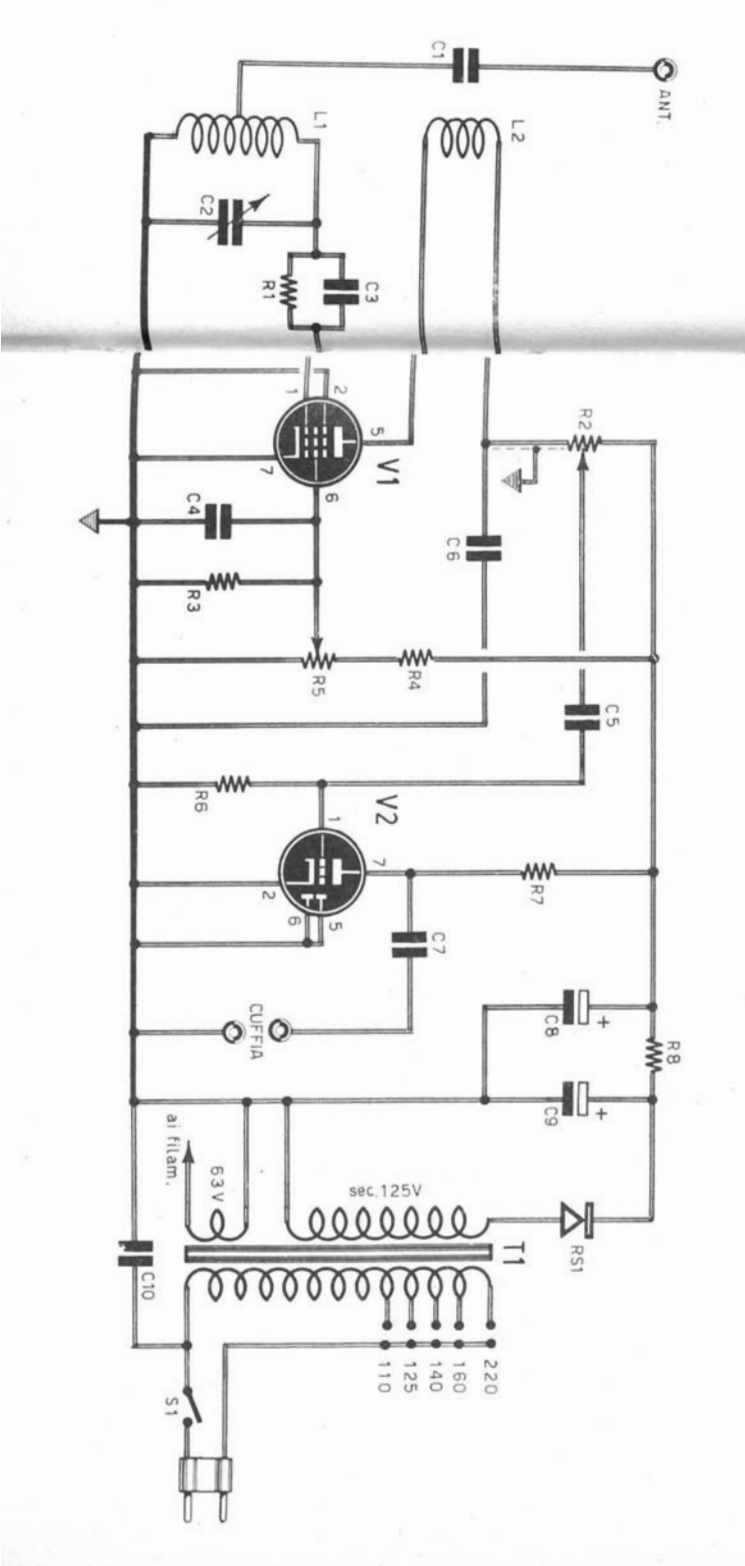 ANT.
R8
+
+
C5
RS1
R2
C8
C9
L2
R7
T1
220
C6
160
C1
C7
140
R4
125
sec.125V
110
V1
V2
5
7
C3
2
1
5
L1
R5
6
6
1
2
7
R1
CUFFIA
C2
63V
C4
R3
R6
ai filam.
S1
C10